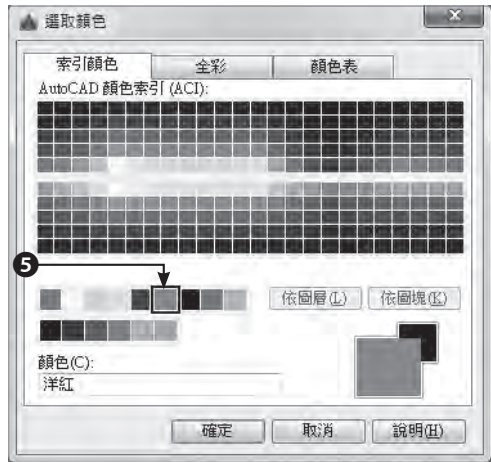 選取顏色
索引顏色 全彩 顏色表
AutoCAD 顏色索引 (ACI):
5
依圖層(L) 依圖塊(K)
顏色(C):
洋紅
確定 取消 說明(H)